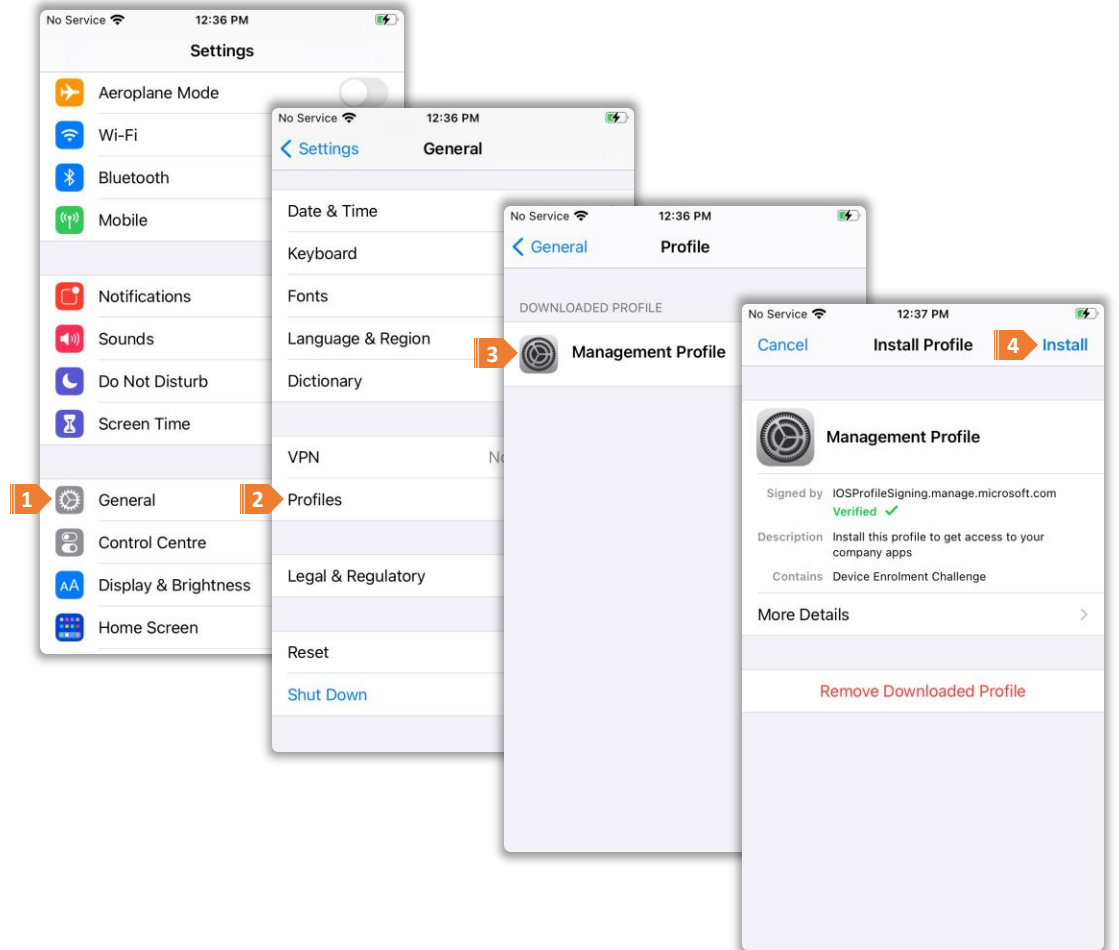 No Service 12:36 PM
Settings
Aeroplane Mode
Wi-Fi
Bluetooth
Mobile
Notifications
Sounds
Do Not Disturb
Screen Time
1 General
Control Centre
AA Display & Brightness
Home Screen
No Service 12:36 PM
Settings General
Date & Time
Keyboard
Fonts
Language & Region
Dictionary
VPN
2 Profiles
Legal & Regulatory
Reset
Shut Down
No Service 12:36 PM
General Profile
DOWNLOADED PROFILE
3 Management Profile
No Service 12:37 PM
Cancel Install Profile 4 Install
Management Profile
Signed by IOSProfileSigning.manage.microsoft.com
Verified ✓
Description Install this profile to get access to your
company apps
Contains Device Enrolment Challenge
More Details
Remove Downloaded Profile